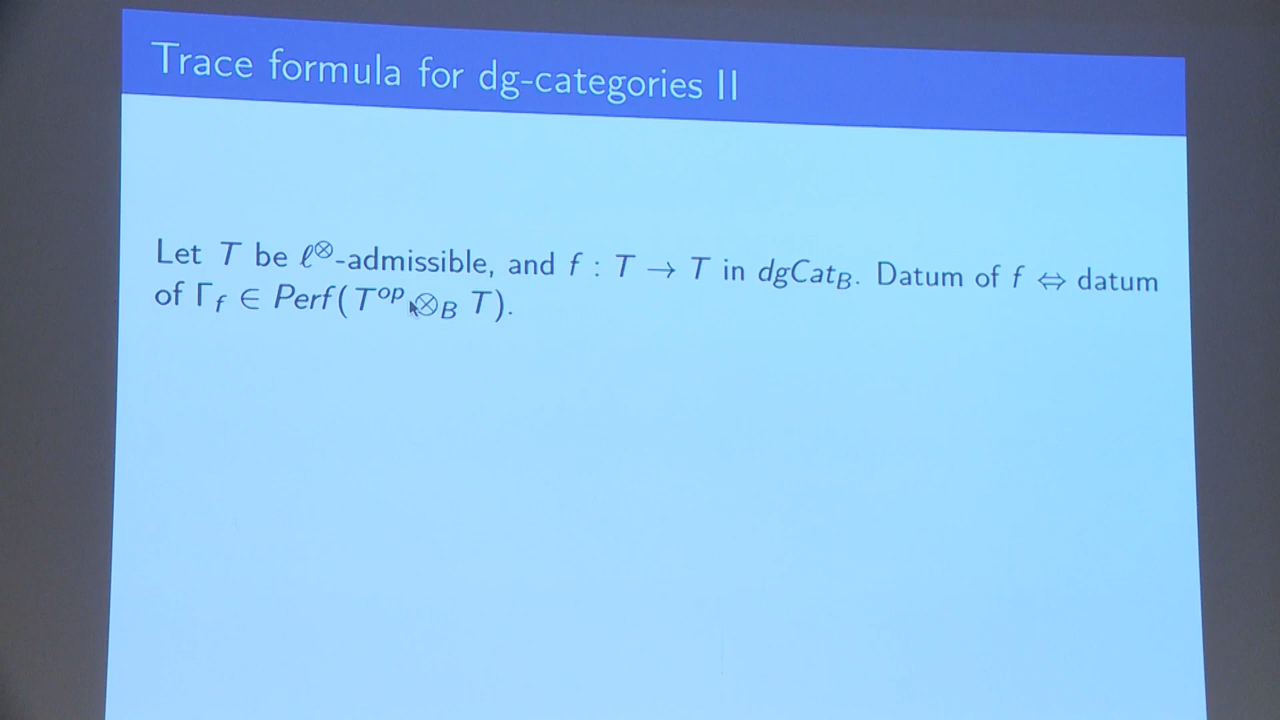 Trace formula for dg-categories II
Let T be ℓ^⊗-admissible, and f : T → T in dgCat_B. Datum of f ⇔ datum
of Γ_f ∈ Perf(T^op ⊗_B T).